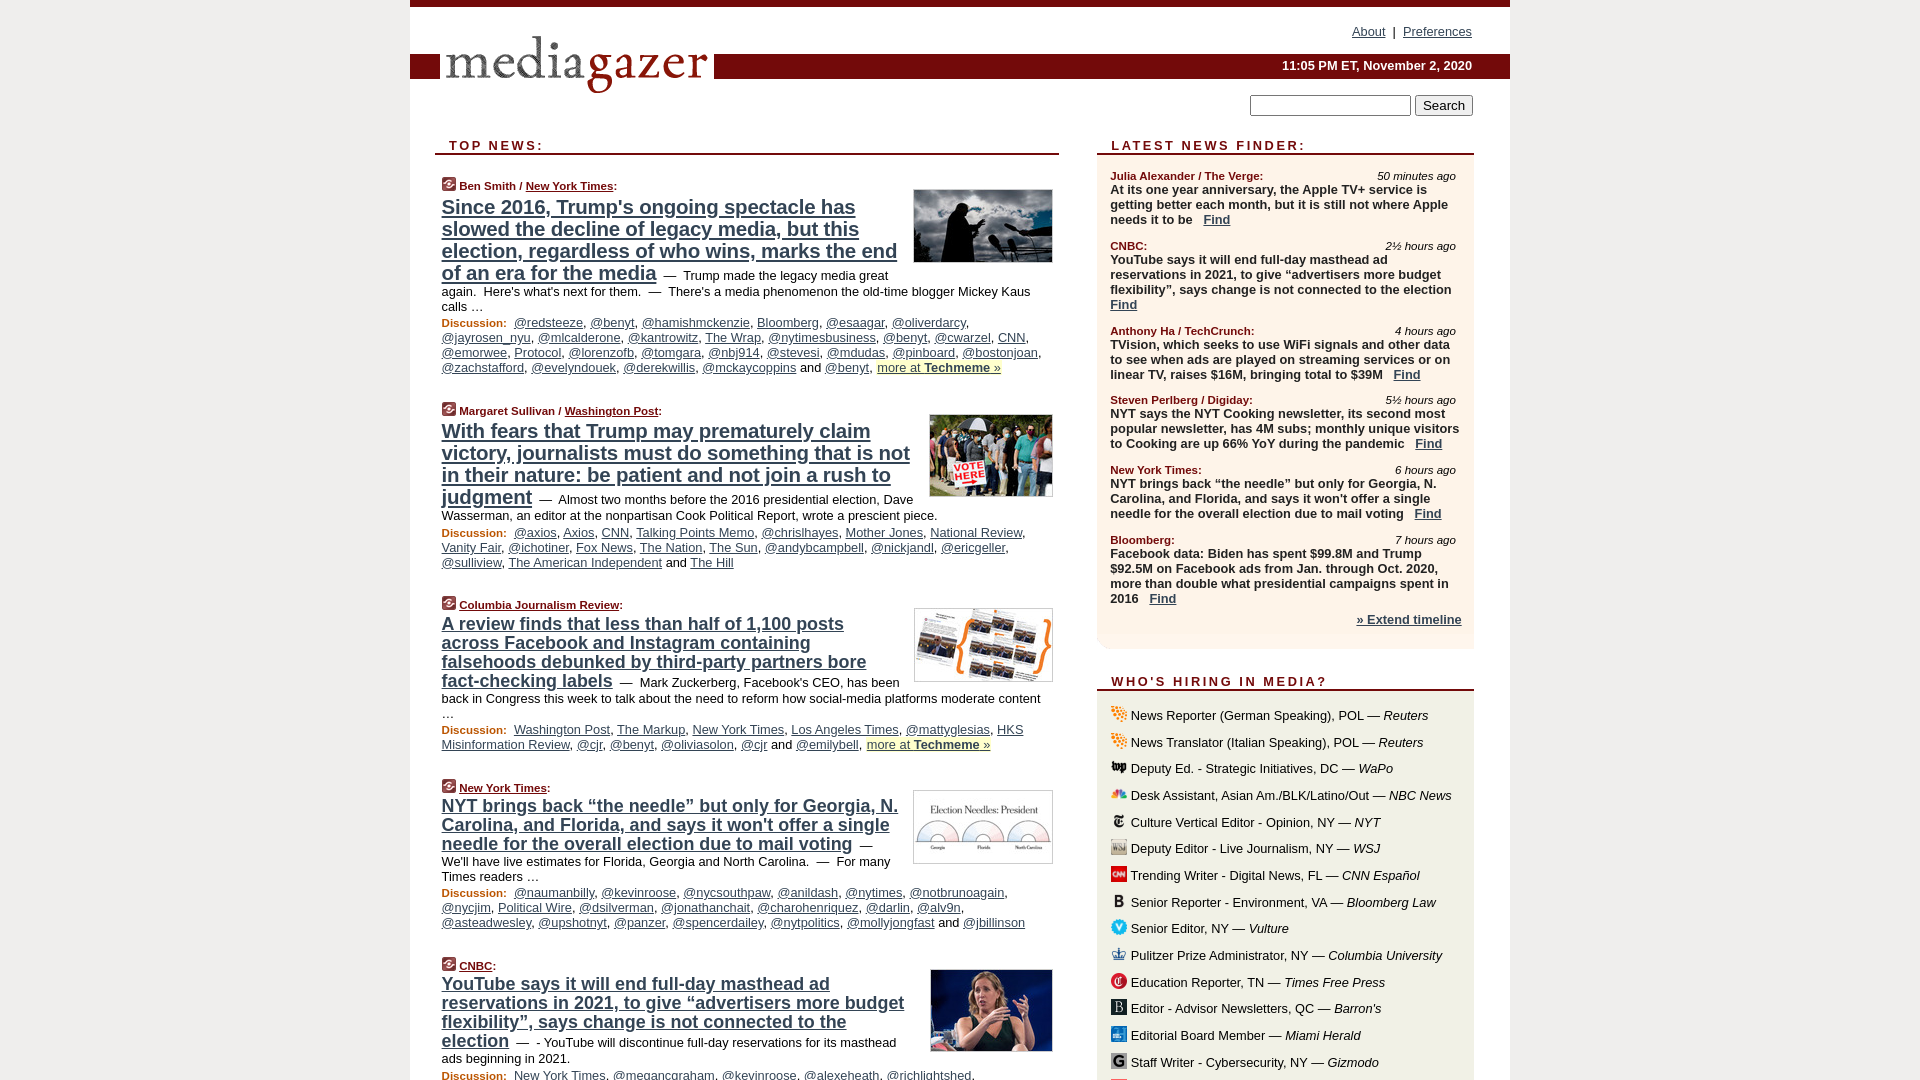 About | Preferences
mediagazer
11:05 PM ET, November 2, 2020
Search
TOP NEWS:
Ben Smith / New York Times:
Since 2016, Trump's ongoing spectacle has
slowed the decline of legacy media, but this
election, regardless of who wins, marks the end
of an era for the media — Trump made the legacy media great
again. Here's what's next for them. — There's a media phenomenon the old-time blogger Mickey Kaus
calls …
Discussion: @redsteeze, @benyt, @hamishmckenzie, Bloomberg, @esaagar, @oliverdarcy,
@jayrosen_nyu, @mlcalderone, @kantrowitz, The Wrap, @nytimesbusiness, @benyt, @cwarzel, CNN,
@emorwee, Protocol, @lorenzofb, @tomgara, @nbj914, @stevesi, @mdudas, @pinboard, @bostonjoan,
@zachstafford, @evelyndouek, @derekwillis, @mckaycoppins and @benyt, more at Techmeme »
Margaret Sullivan / Washington Post:
With fears that Trump may prematurely claim
victory, journalists must do something that is not
in their nature: be patient and not join a rush to
judgment — Almost two months before the 2016 presidential election, Dave
Wasserman, an editor at the nonpartisan Cook Political Report, wrote a prescient piece.
VOTE
HERE
Discussion: @axios, Axios, CNN, Talking Points Memo, @chrislhayes, Mother Jones, National Review,
Vanity Fair, @ichotiner, Fox News, The Nation, The Sun, @andybcampbell, @nickjandl, @ericgeller,
@sulliview, The American Independent and The Hill
Columbia Journalism Review:
A review finds that less than half of 1,100 posts
across Facebook and Instagram containing
falsehoods debunked by third-party partners bore
fact-checking labels — Mark Zuckerberg, Facebook's CEO, has been
back in Congress this week to talk about the need to reform how social-media platforms moderate content
…
Discussion: Washington Post, The Markup, New York Times, Los Angeles Times, @mattyglesias, HKS
Misinformation Review, @cjr, @benyt, @oliviasolon, @cjr and @emilybell, more at Techmeme »
New York Times:
NYT brings back “the needle” but only for Georgia, N.
Carolina, and Florida, and says it won't offer a single
needle for the overall election due to mail voting —
We'll have live estimates for Florida, Georgia and North Carolina. — For many
Times readers …
Election Needles: President
Georgia Florida North Carolina
Discussion: @naumanbilly, @kevinroose, @nycsouthpaw, @anildash, @nytimes, @notbrunoagain,
@nycjim, Political Wire, @dsilverman, @jonathanchait, @charohenriquez, @darlin, @alv9n,
@asteadwesley, @upshotnyt, @panzer, @spencerdailey, @nytpolitics, @mollyjongfast and @jbillinson
CNBC:
YouTube says it will end full-day masthead ad
reservations in 2021, to give “advertisers more budget
flexibility”, says change is not connected to the
election — - YouTube will discontinue full-day reservations for its masthead
ads beginning in 2021.
Discussion: New York Times, @megancgraham, @kevinroose, @alexeheath, @richlightshed,
LATEST NEWS FINDER:
Julia Alexander / The Verge: 50 minutes ago
At its one year anniversary, the Apple TV+ service is
getting better each month, but it is still not where Apple
needs it to be Find
CNBC: 2½ hours ago
YouTube says it will end full-day masthead ad
reservations in 2021, to give “advertisers more budget
flexibility”, says change is not connected to the election
Find
Anthony Ha / TechCrunch: 4 hours ago
TVision, which seeks to use WiFi signals and other data
to see when ads are played on streaming services or on
linear TV, raises $16M, bringing total to $39M Find
Steven Perlberg / Digiday: 5½ hours ago
NYT says the NYT Cooking newsletter, its second most
popular newsletter, has 4M subs; monthly unique visitors
to Cooking are up 66% YoY during the pandemic Find
New York Times: 6 hours ago
NYT brings back “the needle” but only for Georgia, N.
Carolina, and Florida, and says it won't offer a single
needle for the overall election due to mail voting Find
Bloomberg: 7 hours ago
Facebook data: Biden has spent $99.8M and Trump
$92.5M on Facebook ads from Jan. through Oct. 2020,
more than double what presidential campaigns spent in
2016 Find
» Extend timeline
WHO'S HIRING IN MEDIA?
News Reporter (German Speaking), POL — Reuters
News Translator (Italian Speaking), POL — Reuters
Deputy Ed. - Strategic Initiatives, DC — WaPo
Desk Assistant, Asian Am./BLK/Latino/Out — NBC News
Culture Vertical Editor - Opinion, NY — NYT
Deputy Editor - Live Journalism, NY — WSJ
Trending Writer - Digital News, FL — CNN Español
Senior Reporter - Environment, VA — Bloomberg Law
Senior Editor, NY — Vulture
Pulitzer Prize Administrator, NY — Columbia University
Education Reporter, TN — Times Free Press
Editor - Advisor Newsletters, QC — Barron's
Editorial Board Member — Miami Herald
Staff Writer - Cybersecurity, NY — Gizmodo